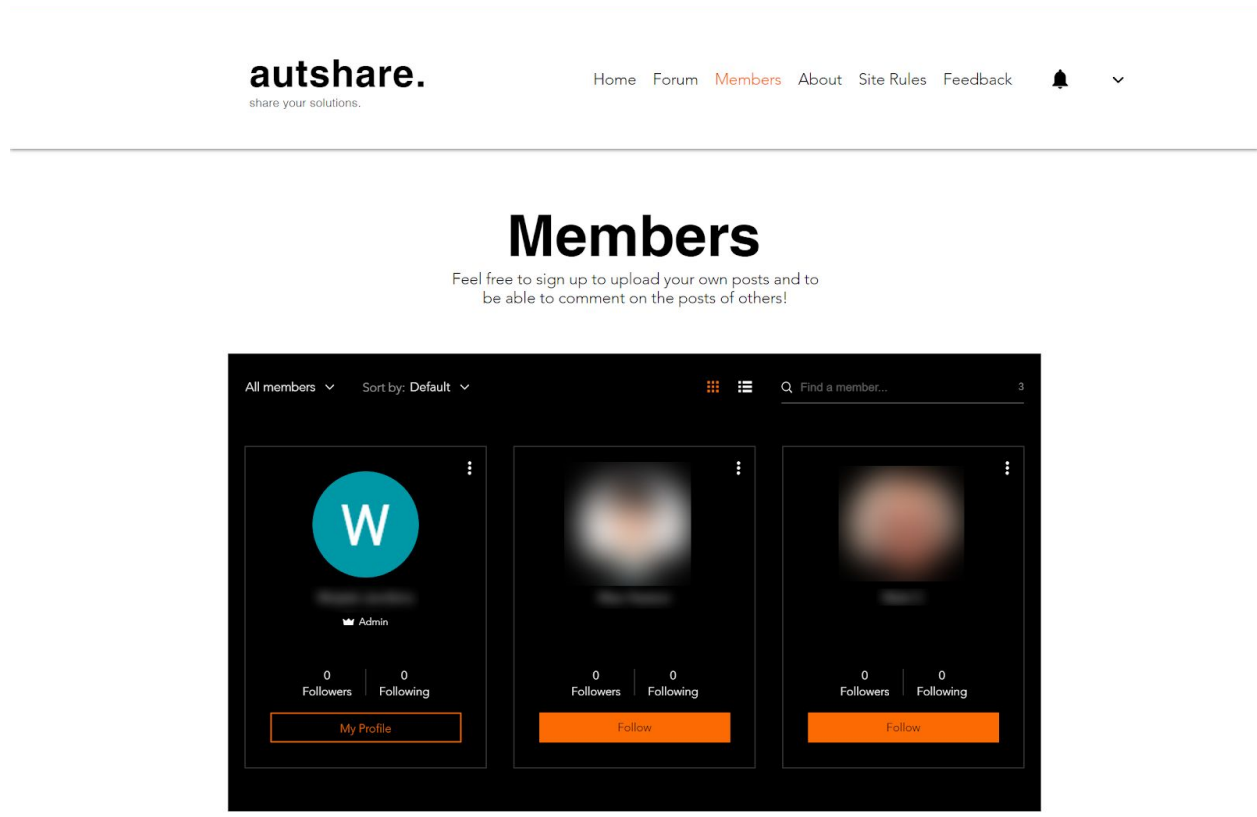 autshare.
share your solutions.
Home Forum Members About Site Rules Feedback
Members
Feel free to sign up to upload your own posts and to
be able to comment on the posts of others!
All members Sort by: Default Find a member... 3
W
Admin
0 0 0 0 0 0
Followers Following Followers Following Followers Following
My Profile Follow Follow